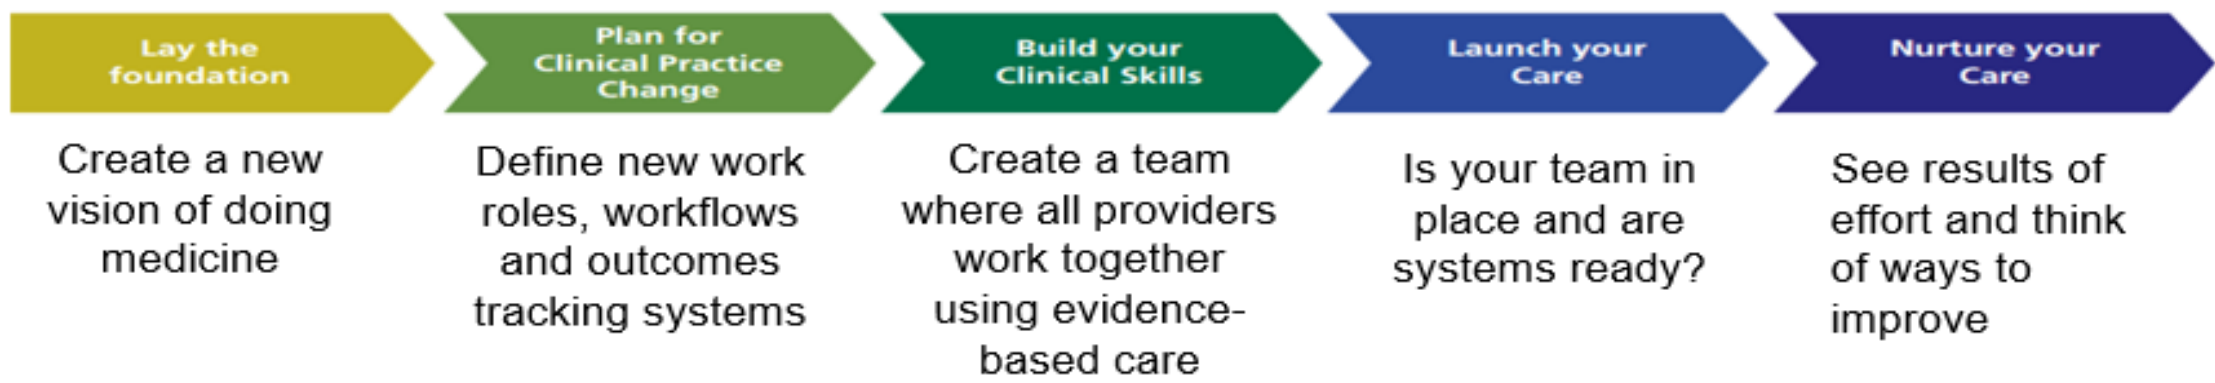 Lay the
foundation
Plan for
Clinical Practice
Change
Build your
Clinical Skills
Launch your
Care
Nurture your
Care
Create a new
vision of doing
medicine
Define new work
roles, workflows
and outcomes
tracking systems
Create a team
where all providers
work together
using evidence-
based care
Is your team in
place and are
systems ready?
See results of
effort and think
of ways to
improve